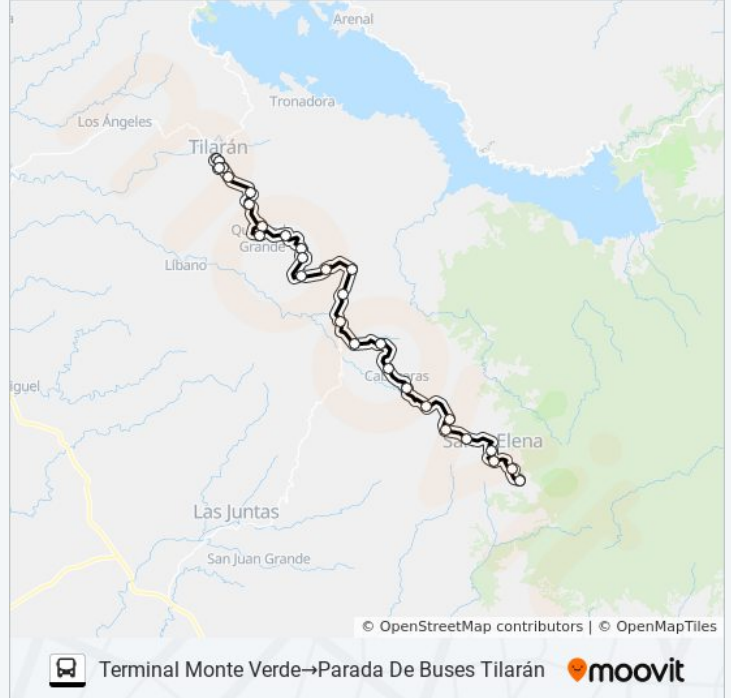 Arenal
Tronadora
Los Ángeles
Tilarán
Grande
Líbano
iguel
Elena
Las Juntas
San Juan Grande
© OpenStreetMap contributors | © OpenMapTiles
Terminal Monte Verde→Parada De Buses Tilarán
moovit